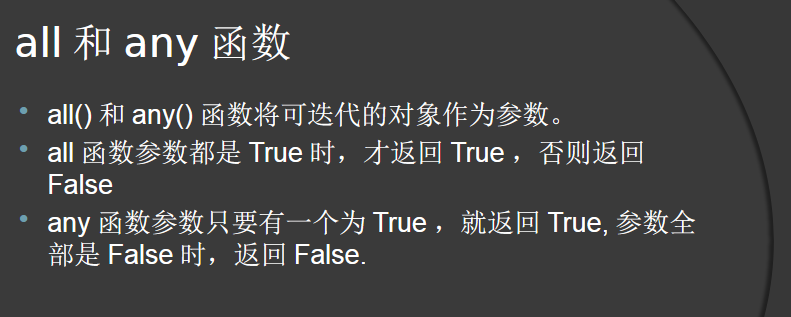 all 和 any 函数
• all() 和 any() 函数将可迭代的对象作为参数。
• all 函数参数都是 True 时，才返回 True ，否则返回
False
• any 函数参数只要有一个为 True ，就返回 True, 参数全
部是 False 时，返回 False.